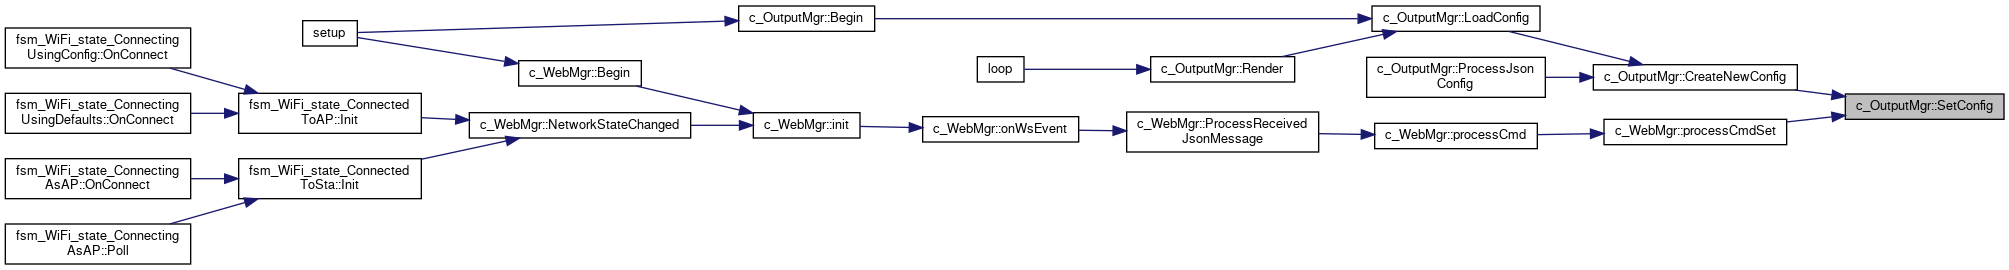 fsm_WiFi_state_Connecting
UsingConfig::OnConnect
fsm_WiFi_state_Connecting
UsingDefaults::OnConnect
fsm_WiFi_state_Connecting
AsAP::OnConnect
fsm_WiFi_state_Connecting
AsAP::Poll
setup
fsm_WiFi_state_Connected
ToAP::Init
fsm_WiFi_state_Connected
ToSta::Init
c_WebMgr::Begin
c_WebMgr::NetworkStateChanged
c_OutputMgr::Begin
c_WebMgr::init
loop
c_WebMgr::onWsEvent
c_OutputMgr::Render
c_WebMgr::ProcessReceived
JsonMessage
c_OutputMgr::LoadConfig
c_OutputMgr::ProcessJson
Config
c_WebMgr::processCmd
c_OutputMgr::CreateNewConfig
c_WebMgr::processCmdSet
c_OutputMgr::SetConfig